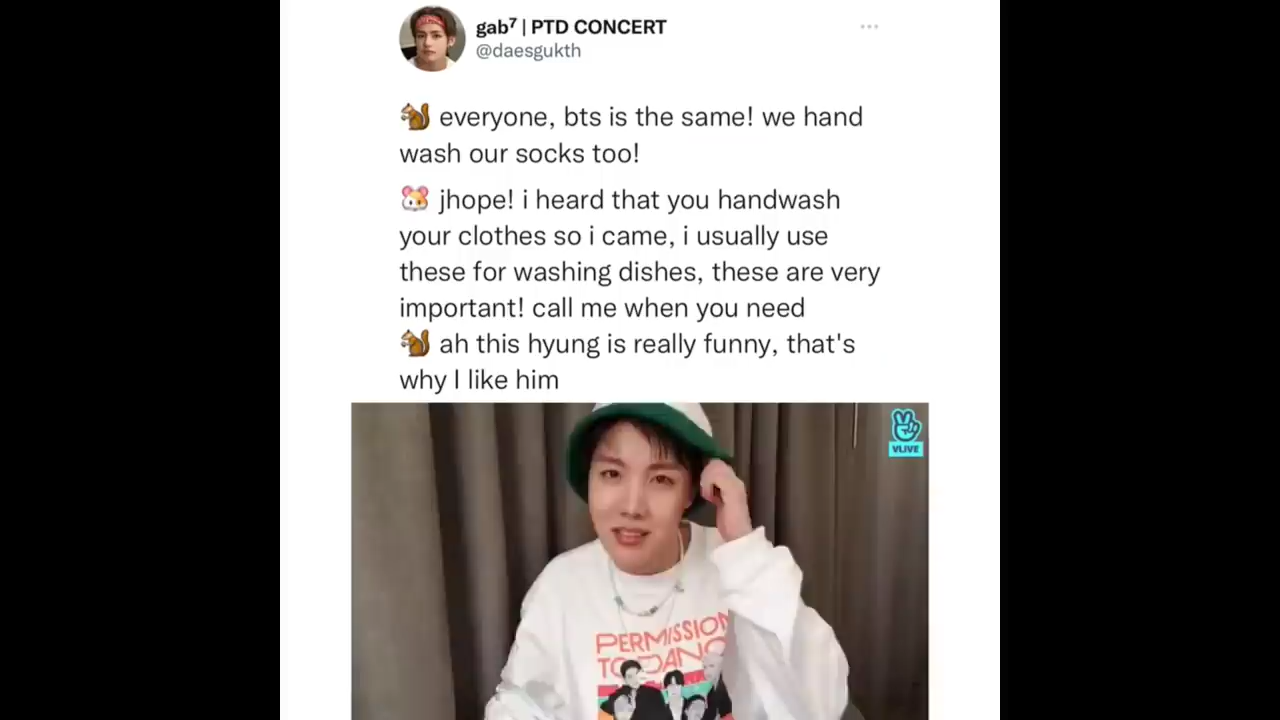 gab⁷ | PTD CONCERT
@daesgukth
🐿️ everyone, bts is the same! we hand
wash our socks too!
🐹 jhope! i heard that you handwash
your clothes so i came, i usually use
these for washing dishes, these are very
important! call me when you need
🐿️ ah this hyung is really funny, that's
why I like him
VLIVE
PERMISSION
TO DANC